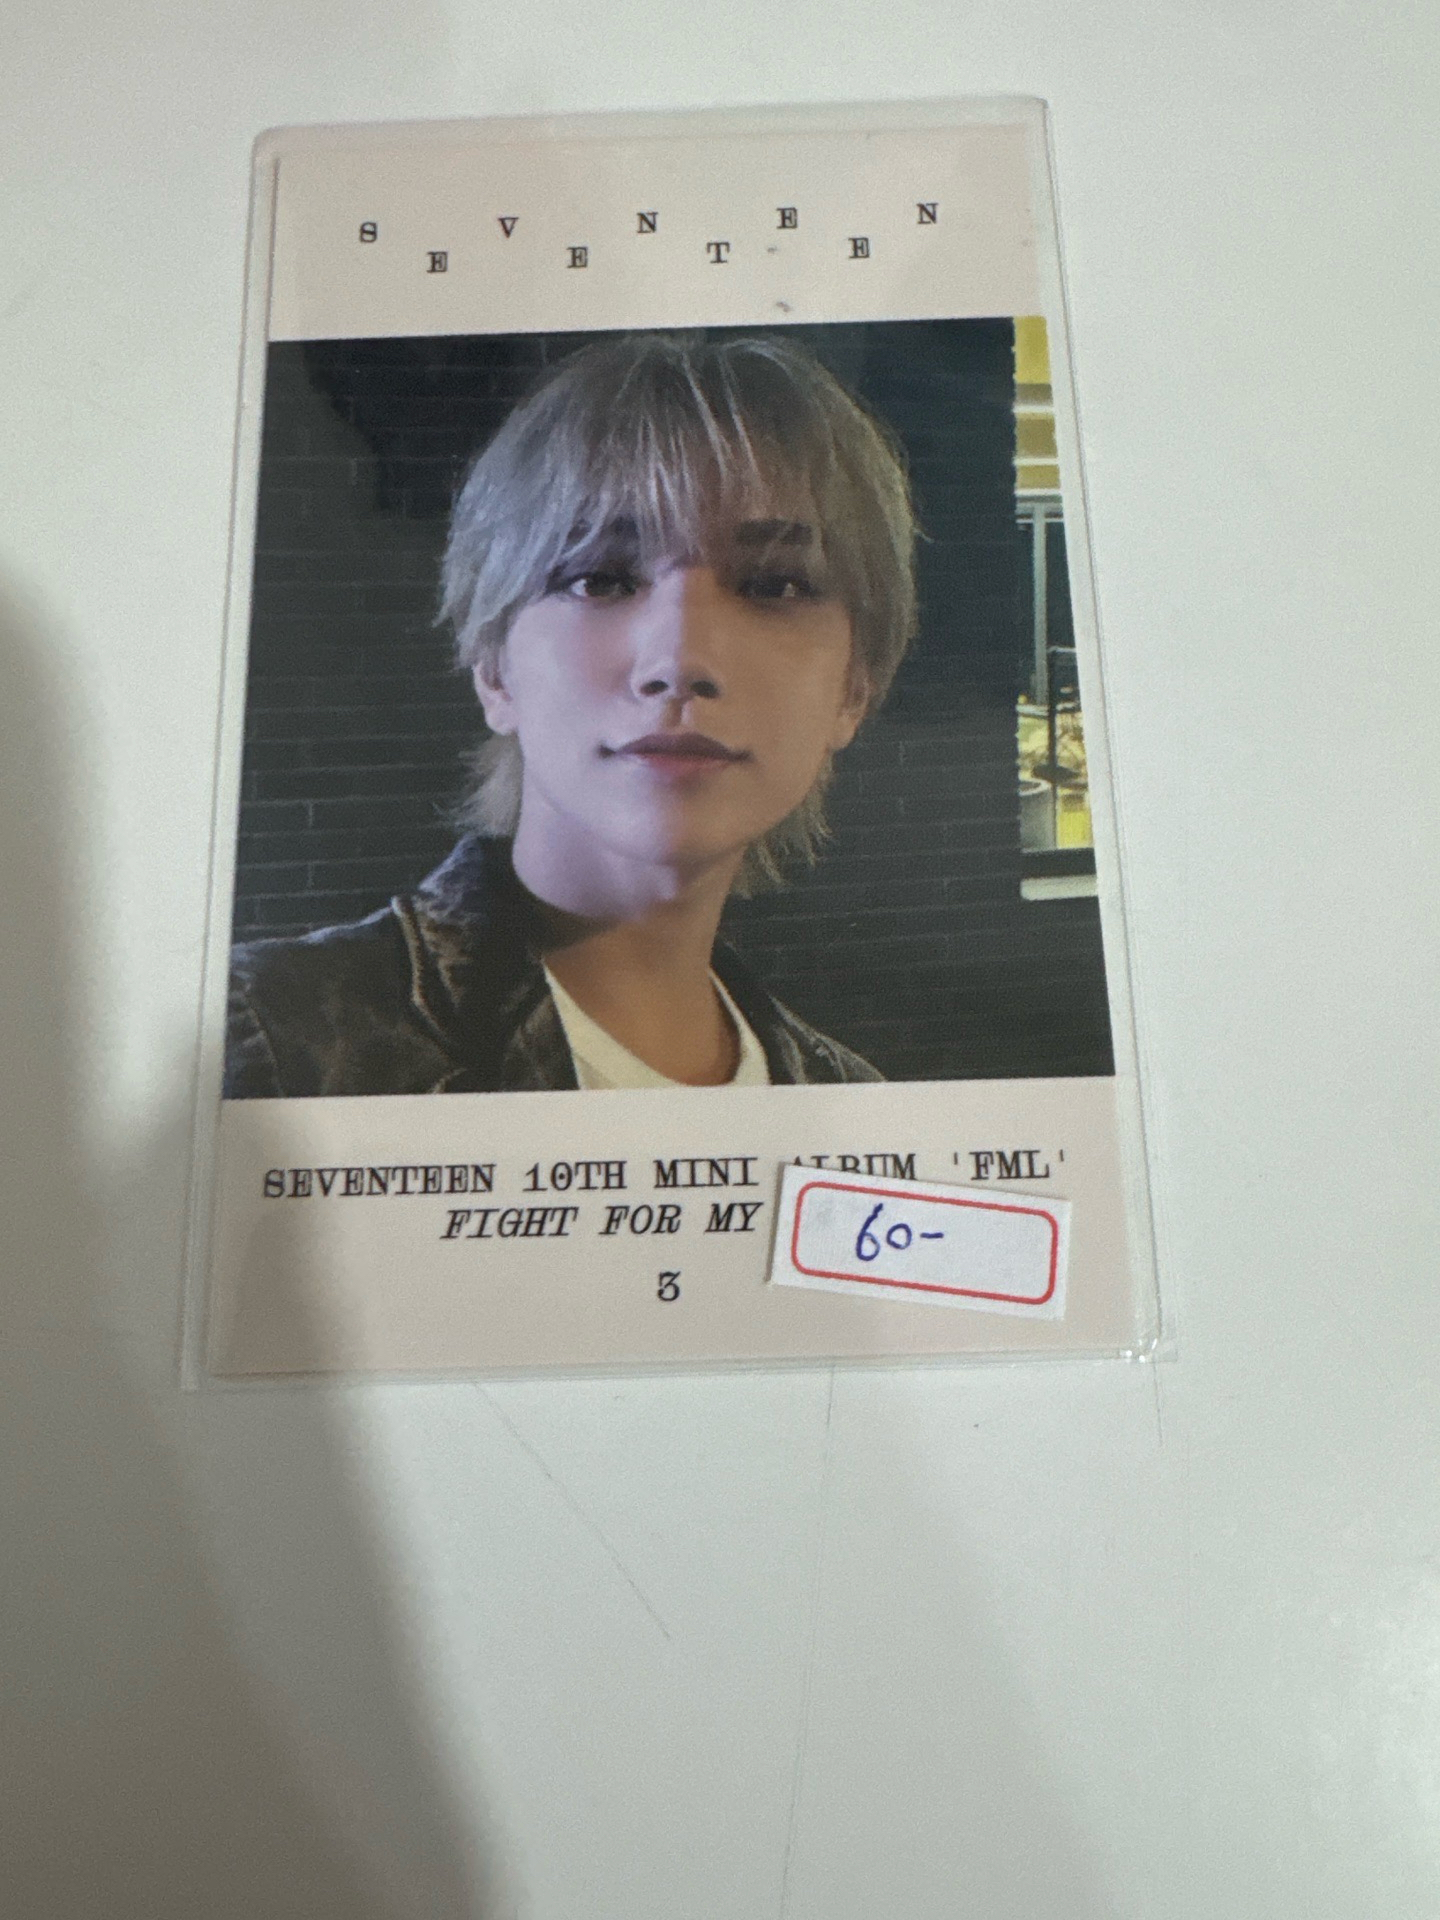 S E V E N T E E N
SEVENTEEN 10TH MINI ALBUM 'FML'
FIGHT FOR MY
60-
3